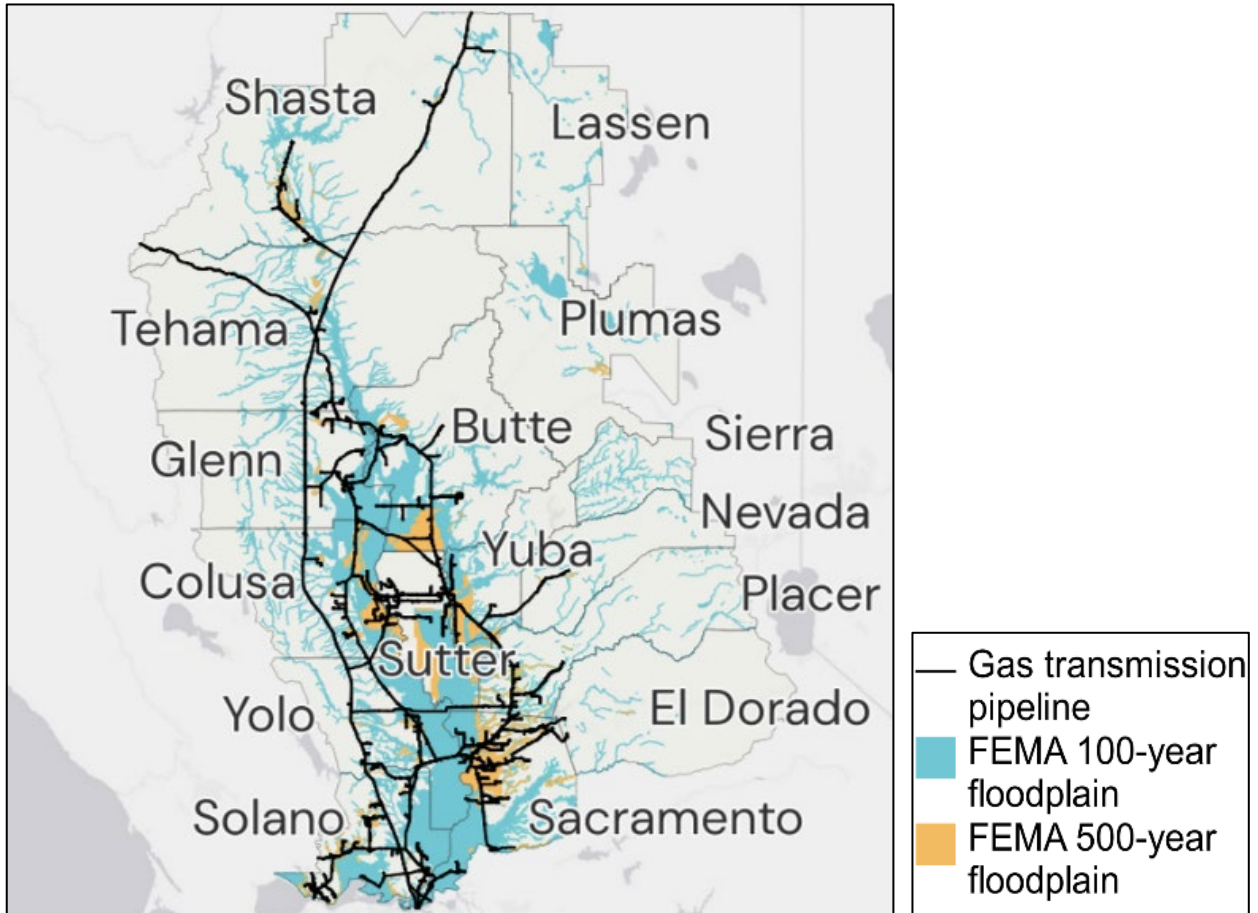 Shasta
Lassen
Tehama
Plumas
Glenn
Butte
Sierra
Nevada
Colusa
Yuba
Placer
Sutter
Yolo
El Dorado
Solano
Sacramento
Gas transmission
pipeline
FEMA 100-year
floodplain
FEMA 500-year
floodplain